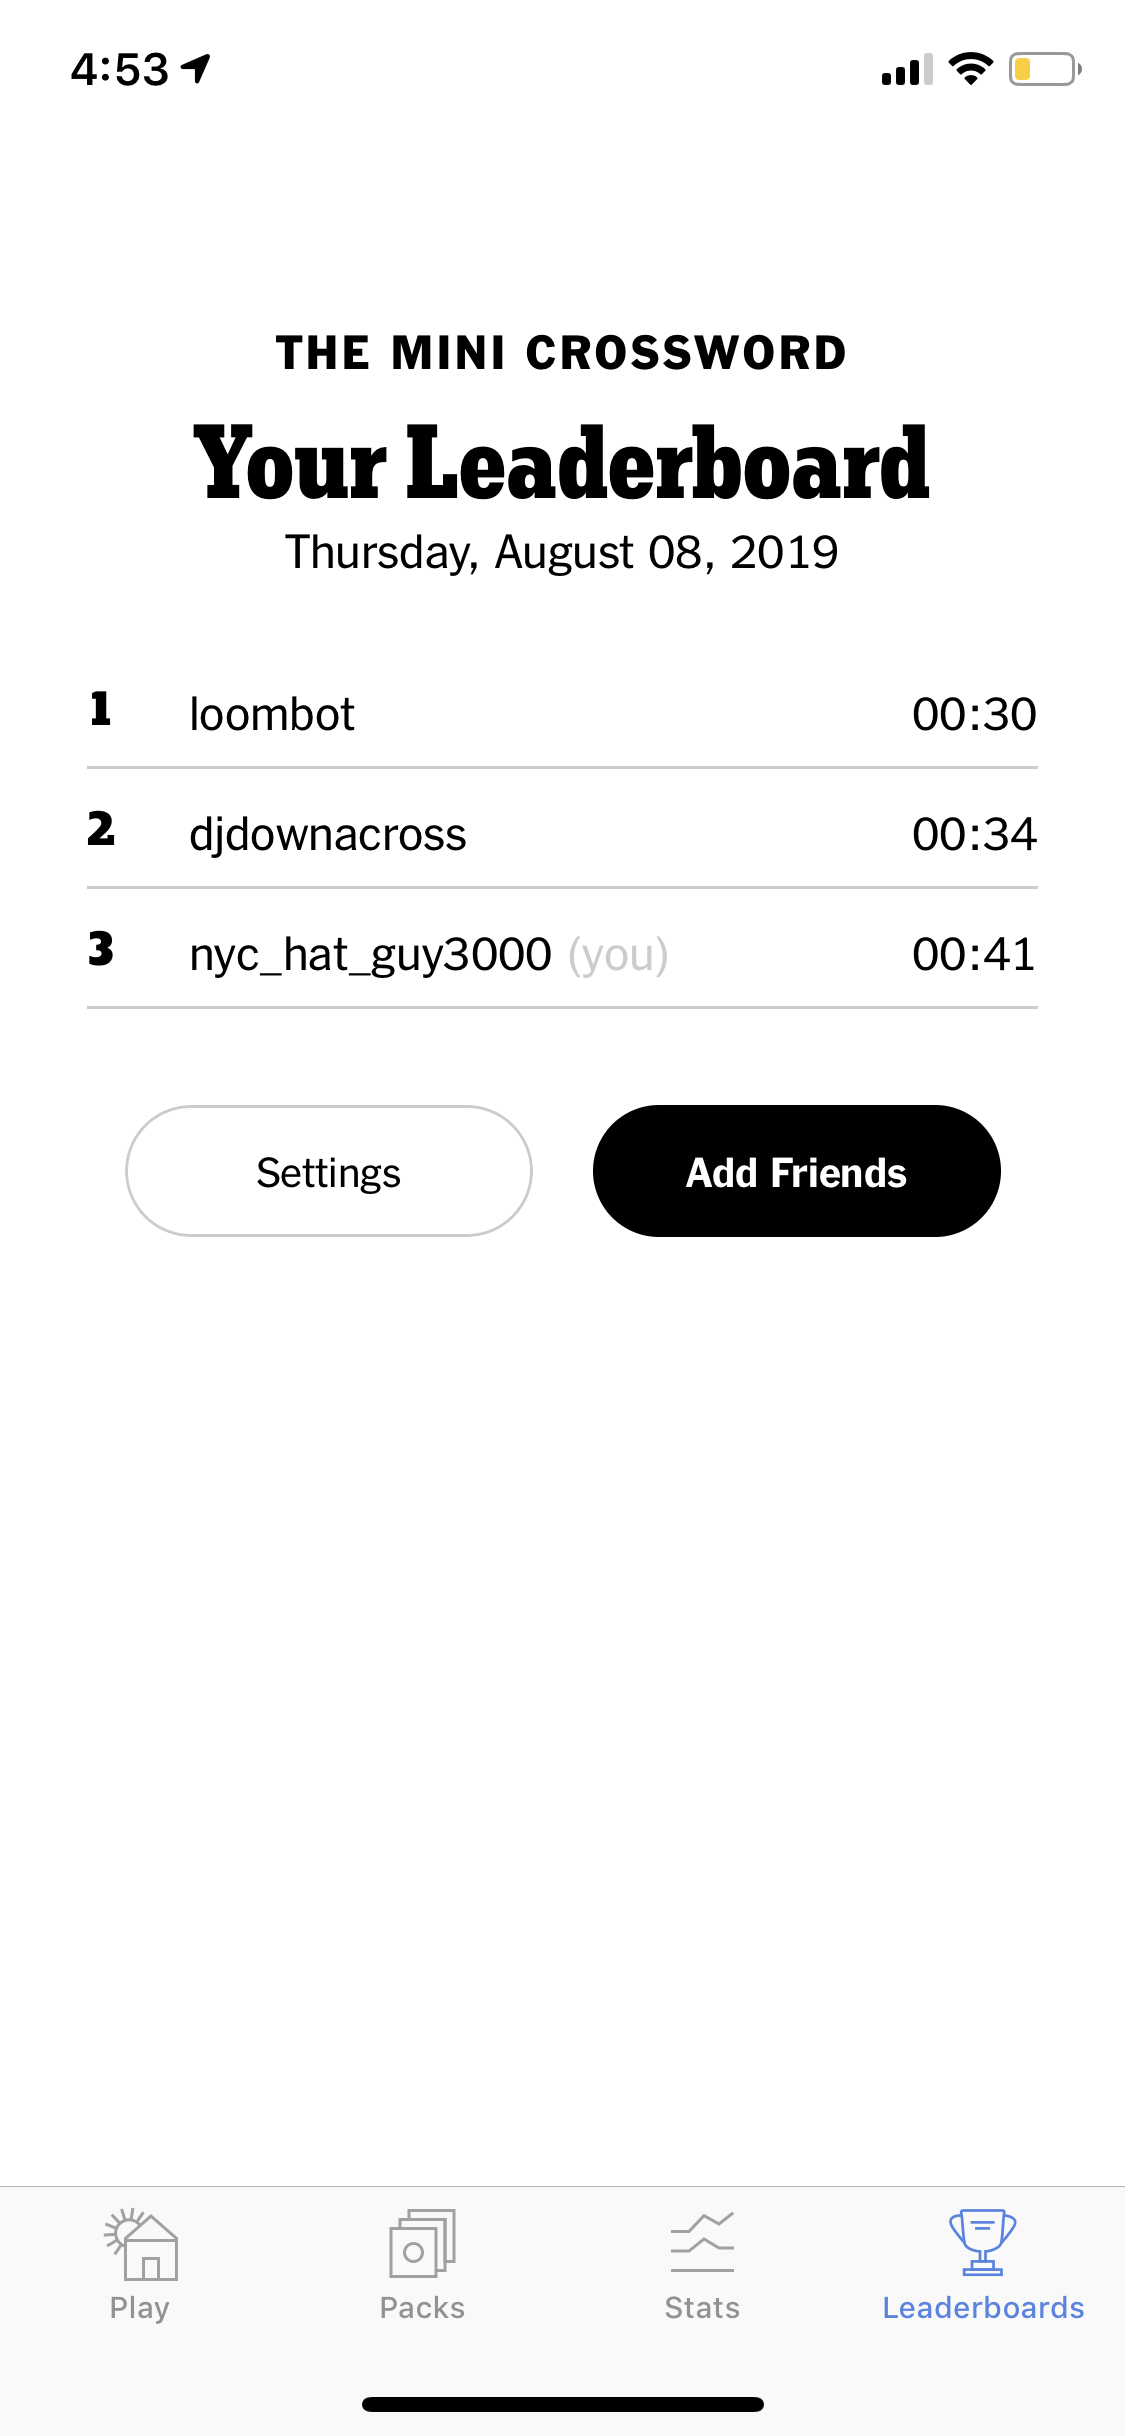 4:53
THE MINI CROSSWORD
Your Leaderboard
Thursday, August 08, 2019
1 loombot 00:30
2 djdownacross 00:34
3 nyc_hat_guy3000 (you) 00:41
Settings Add Friends
Play Packs Stats Leaderboards